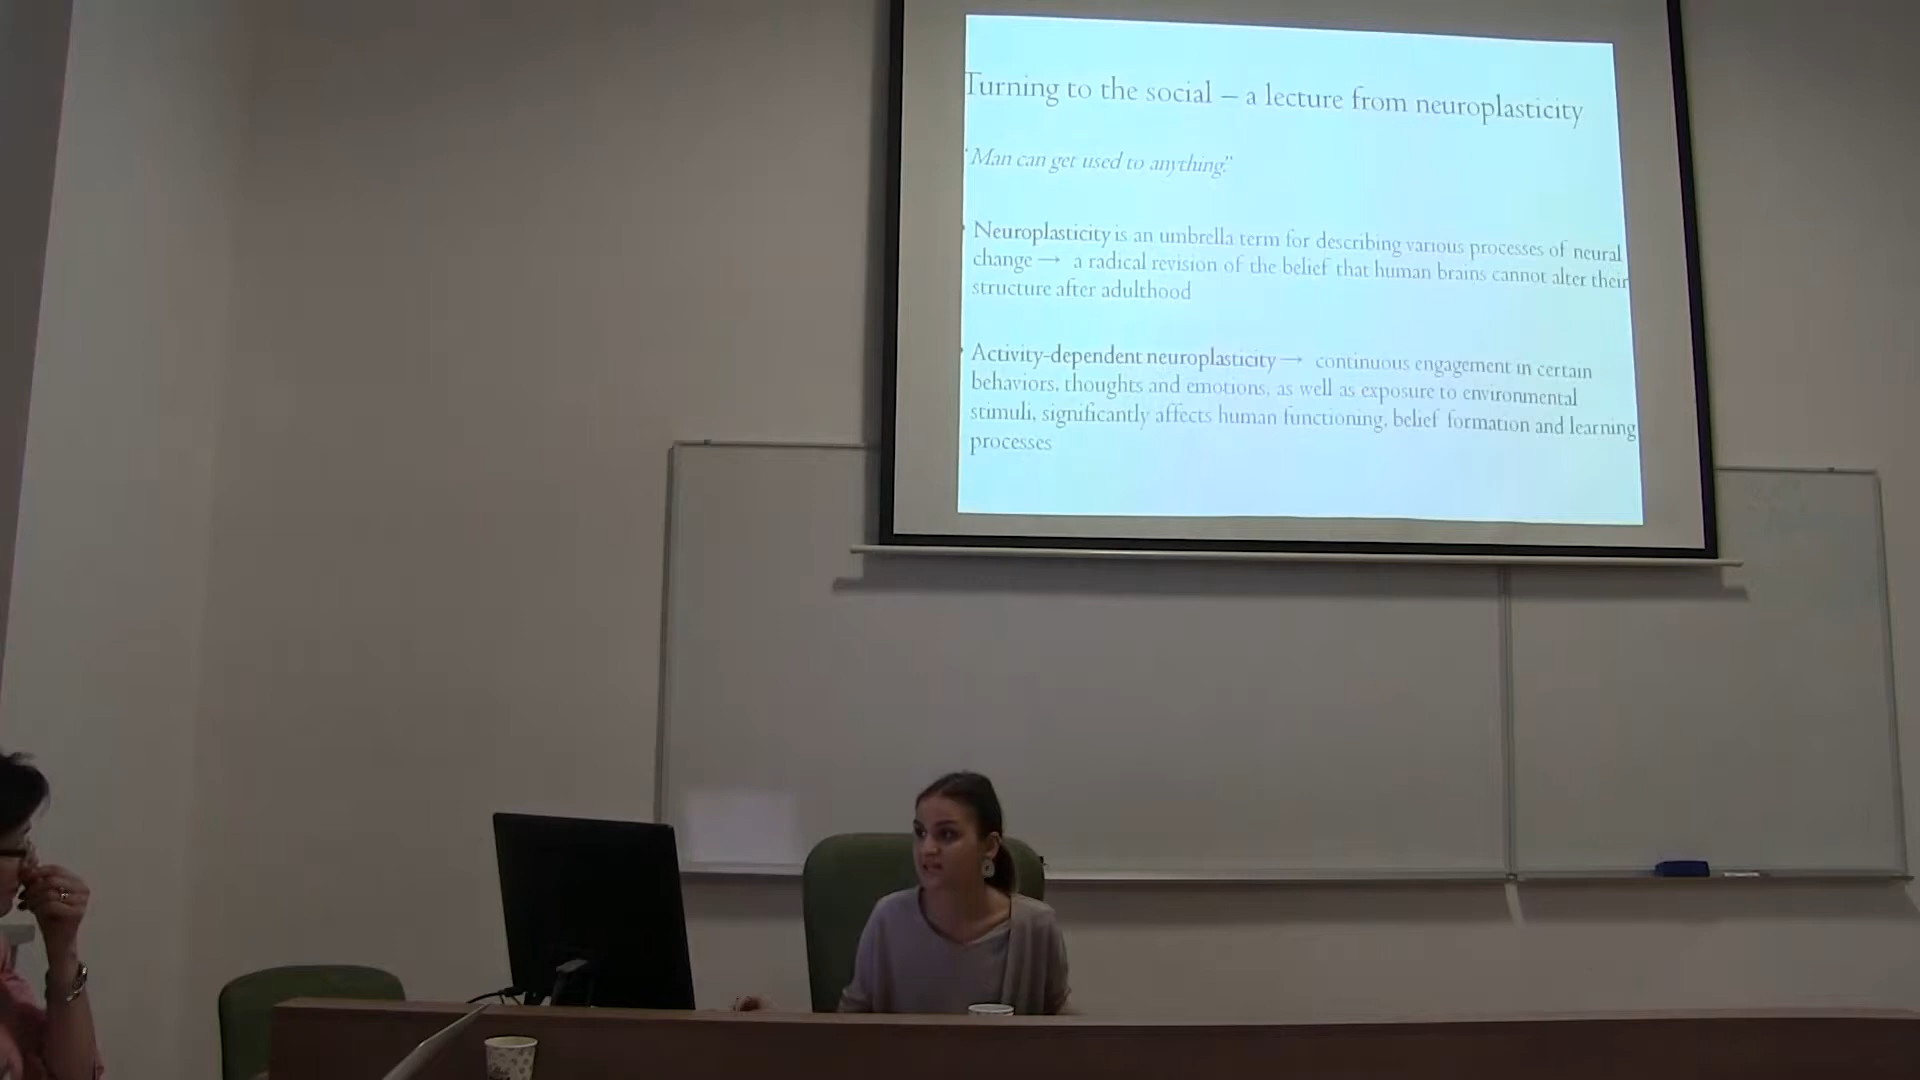 Turning to the social – a lecture from neuroplasticity
"Man can get used to anything."
• Neuroplasticity is an umbrella term for describing various processes of neural
change → a radical revision of the belief that human brains cannot alter their
structure after adulthood
• Activity-dependent neuroplasticity → continuous engagement in certain
behaviors, thoughts and emotions, as well as exposure to environmental
stimuli, significantly affects human functioning, belief formation and learning
processes